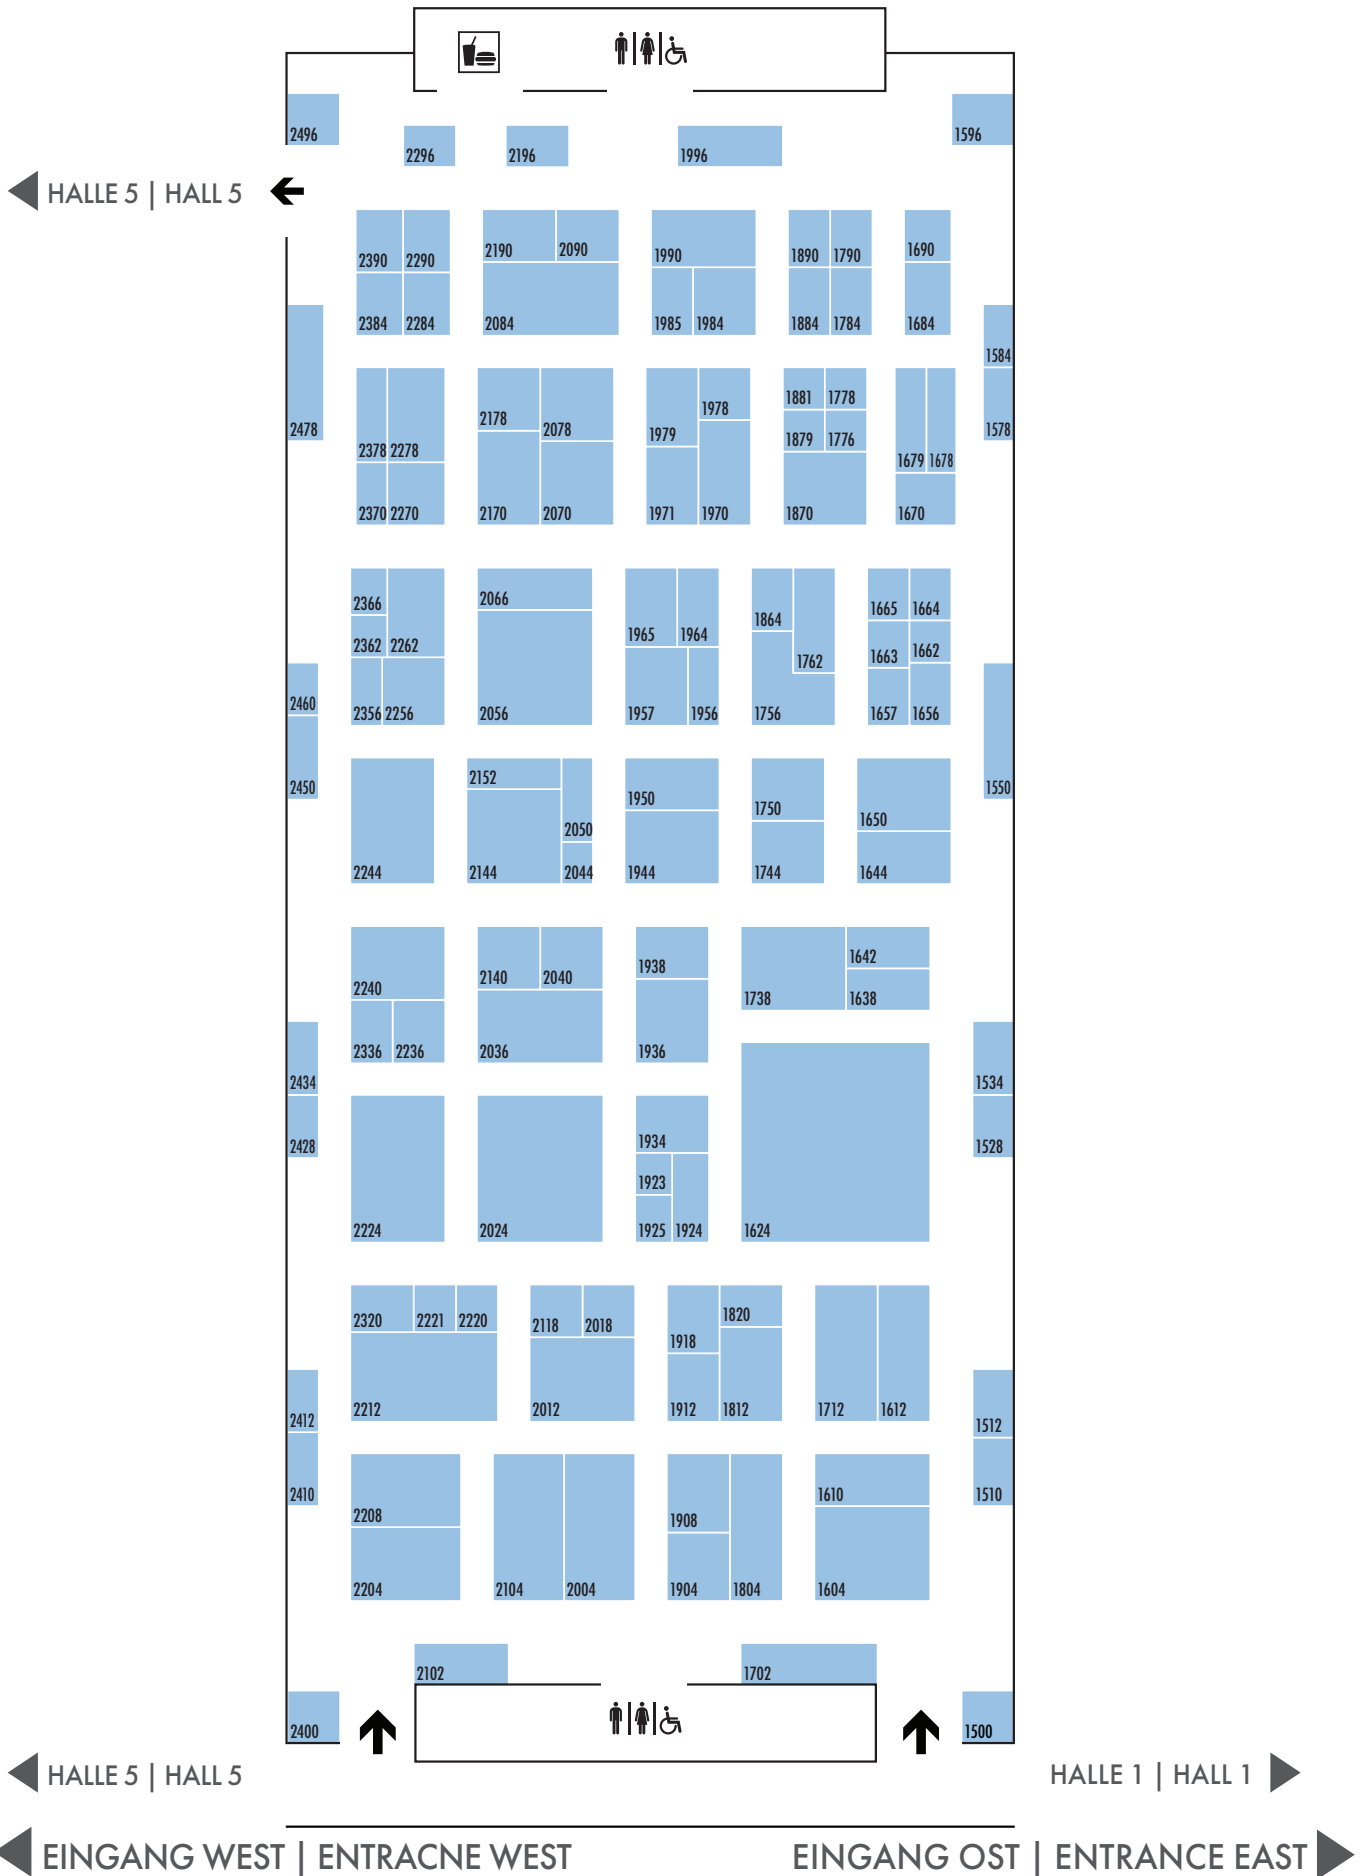 2496
1596
2296 2196 1996
HALLE 5 | HALL 5
2390 2290 2190 2090 1990 1890 1790 1690
2384 2284 2084 1985 1984 1884 1784 1684
1584
2478 2378 2278 2178 2078 1979 1978 1881 1778 1578
1879 1776 1679 1678
2370 2270 2170 2070 1971 1970 1870 1670
2366 2066 1864 1665 1664
2362 2262 1965 1964 1762 1663 1662
2460
2356 2256 2056 1957 1956 1756 1657 1656
2450 2152 1950 1750 1650 1550
2050
2244 2144 2044 1944 1744 1644
2240 2140 2040 1938 1642
1738 1638
2336 2236 2036 1936
2434 1534
2428 1934 1528
1923
2224 2024 1925 1924 1624
2320 2221 2220 2118 2018 1918 1820
2412 2212 2012 1912 1812 1712 1612 1512
2410 2208 1908 1610 1510
2204 2104 2004 1904 1804 1604
2102 1702
2400 1500
HALLE 5 | HALL 5 HALLE 1 | HALL 1
EINGANG WEST | ENTRACNE WEST EINGANG OST | ENTRANCE EAST